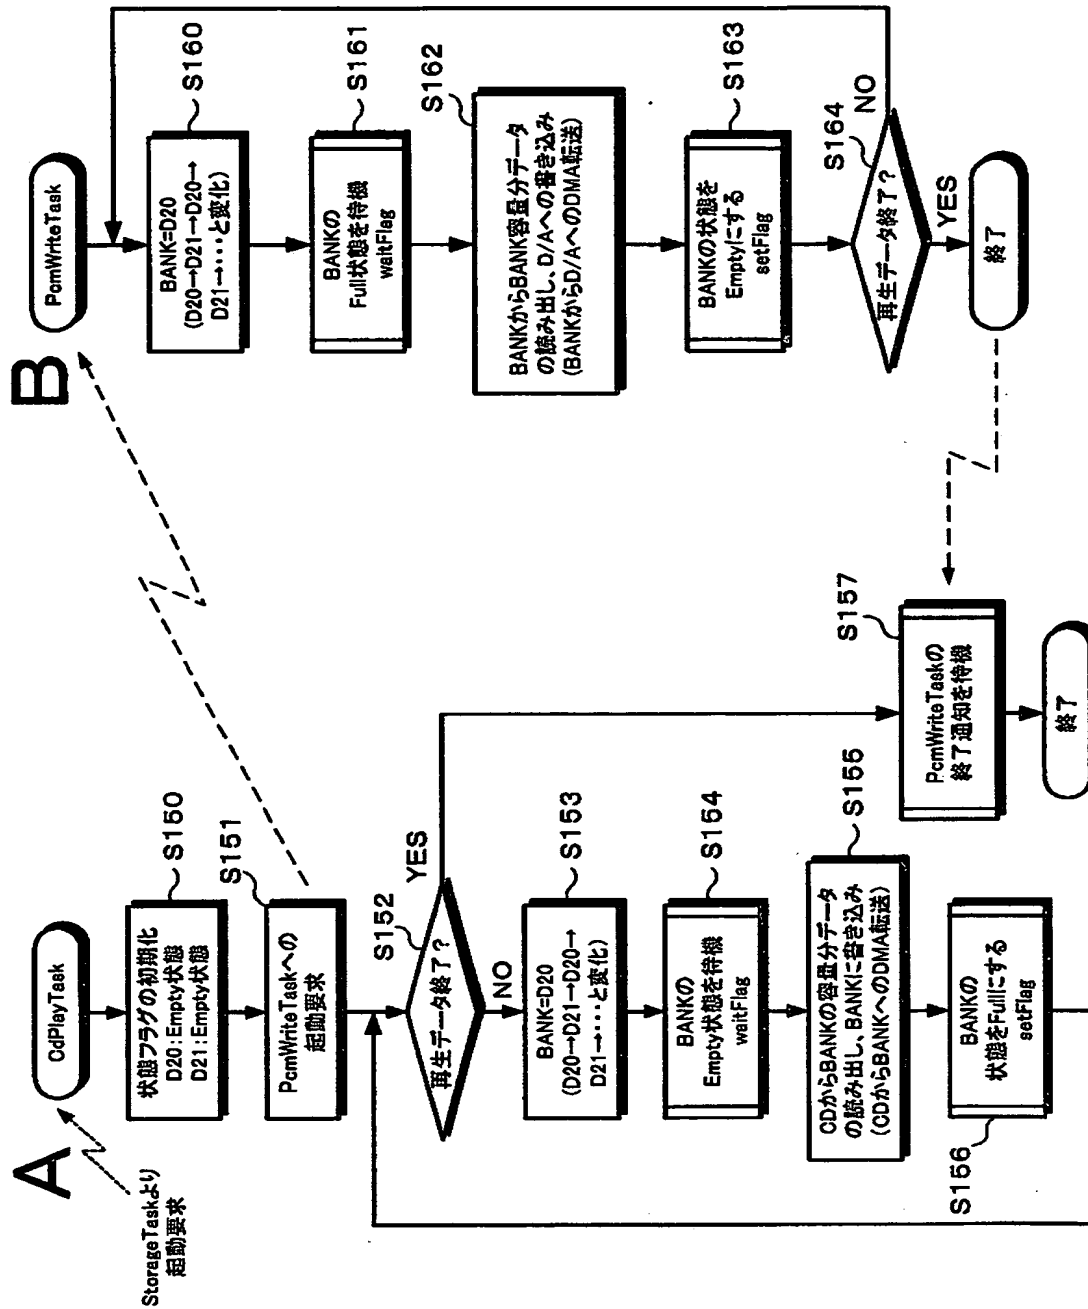 A
StorageTaskより
起動要求
CdPlayTask
状態フラグの初期化
D20:Empty状態
D21:Empty状態
S150
PcmWriteTaskへの
起動要求
S151
再生データ終了?
S152
YES
NO
BANK=D20
(D20→D21→D20→
D21→・・・・と変化)
S153
BANKの
Empty状態を待機
waitFlag
S154
CDからBANKの容量分データ
の読み出し、BANKに書き込み
(CDからBANKへのDMA転送)
S155
BANKの
状態をFullにする
setFlag
S156
PcmWriteTaskの
終了通知を待機
S157
終了
B
PcmWriteTask
BANK=D20
(D20→D21→D20→
D21→・・・・と変化)
S160
BANKの
Full状態を待機
waitFlag
S161
BANKからBANK容量分データ
の読み出し、D/Aへの書き込み
(BANKからD/AへのDMA転送)
S162
BANKの状態を
Emptyにする
setFlag
S163
再生データ終了?
S164
NO
YES
終了